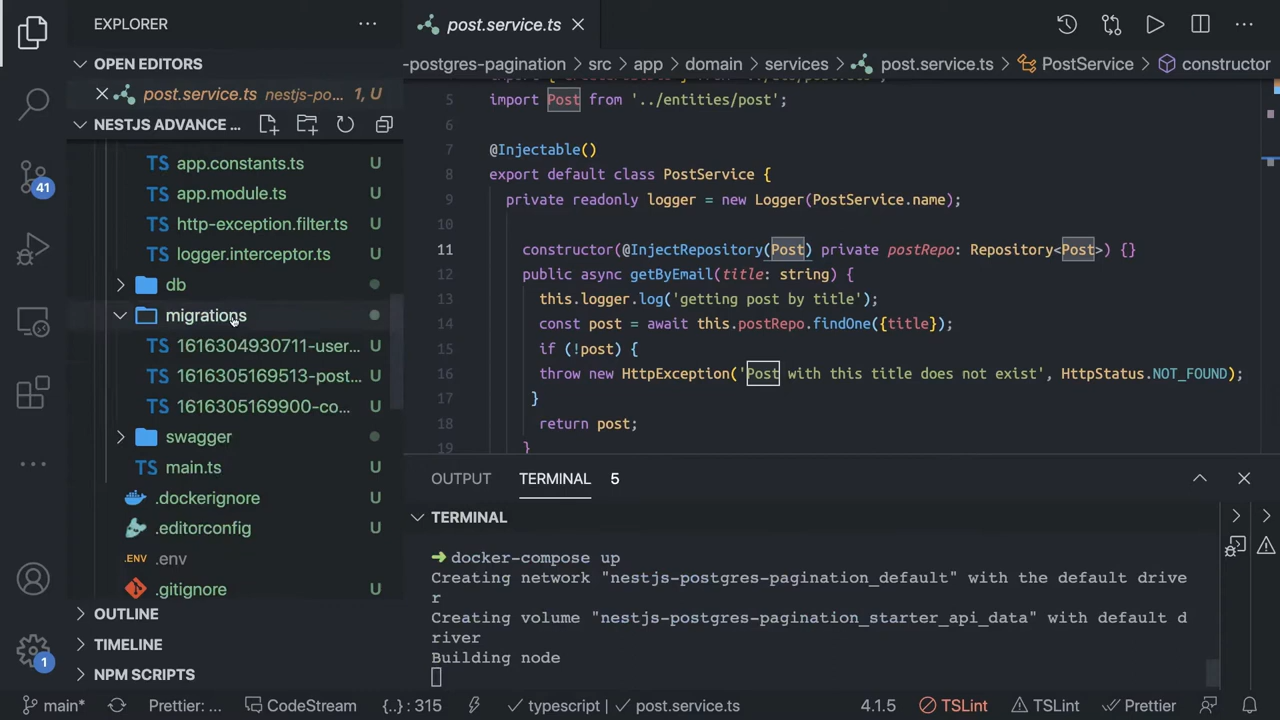 EXPLORER
OPEN EDITORS
post.service.ts nestjs-po... 1, U
NESTJS ADVANCE ...
TS app.constants.ts U
TS app.module.ts U
TS http-exception.filter.ts U
TS logger.interceptor.ts U
db
migrations
TS 1616304930711-user... U
TS 1616305169513-post... U
TS 1616305169900-co... U
swagger
TS main.ts U
.dockerignore U
.editorconfig U
.ENV .env
.gitignore U
OUTLINE
TIMELINE
NPM SCRIPTS
41
1
post.service.ts
-postgres-pagination > src > app > domain > services > post.service.ts > PostService > constructor
5 import Post from '../entities/post';
6
7 @Injectable()
8 export default class PostService {
9 private readonly logger = new Logger(PostService.name);
10
11 constructor(@InjectRepository(Post) private postRepo: Repository<Post>) {}
12 public async getByEmail(title: string) {
13 this.logger.log('getting post by title');
14 const post = await this.postRepo.findOne({title});
15 if (!post) {
16 throw new HttpException('Post with this title does not exist', HttpStatus.NOT_FOUND);
17 }
18 return post;
19 }
OUTPUT TERMINAL 5
TERMINAL
➜ docker-compose up
Creating network "nestjs-postgres-pagination_default" with the default drive
r
Creating volume "nestjs-postgres-pagination_starter_api_data" with default d
river
Building node
main* Prettier: ... CodeStream {..} : 315 typescript post.service.ts 4.1.5 TSLint TSLint Prettier